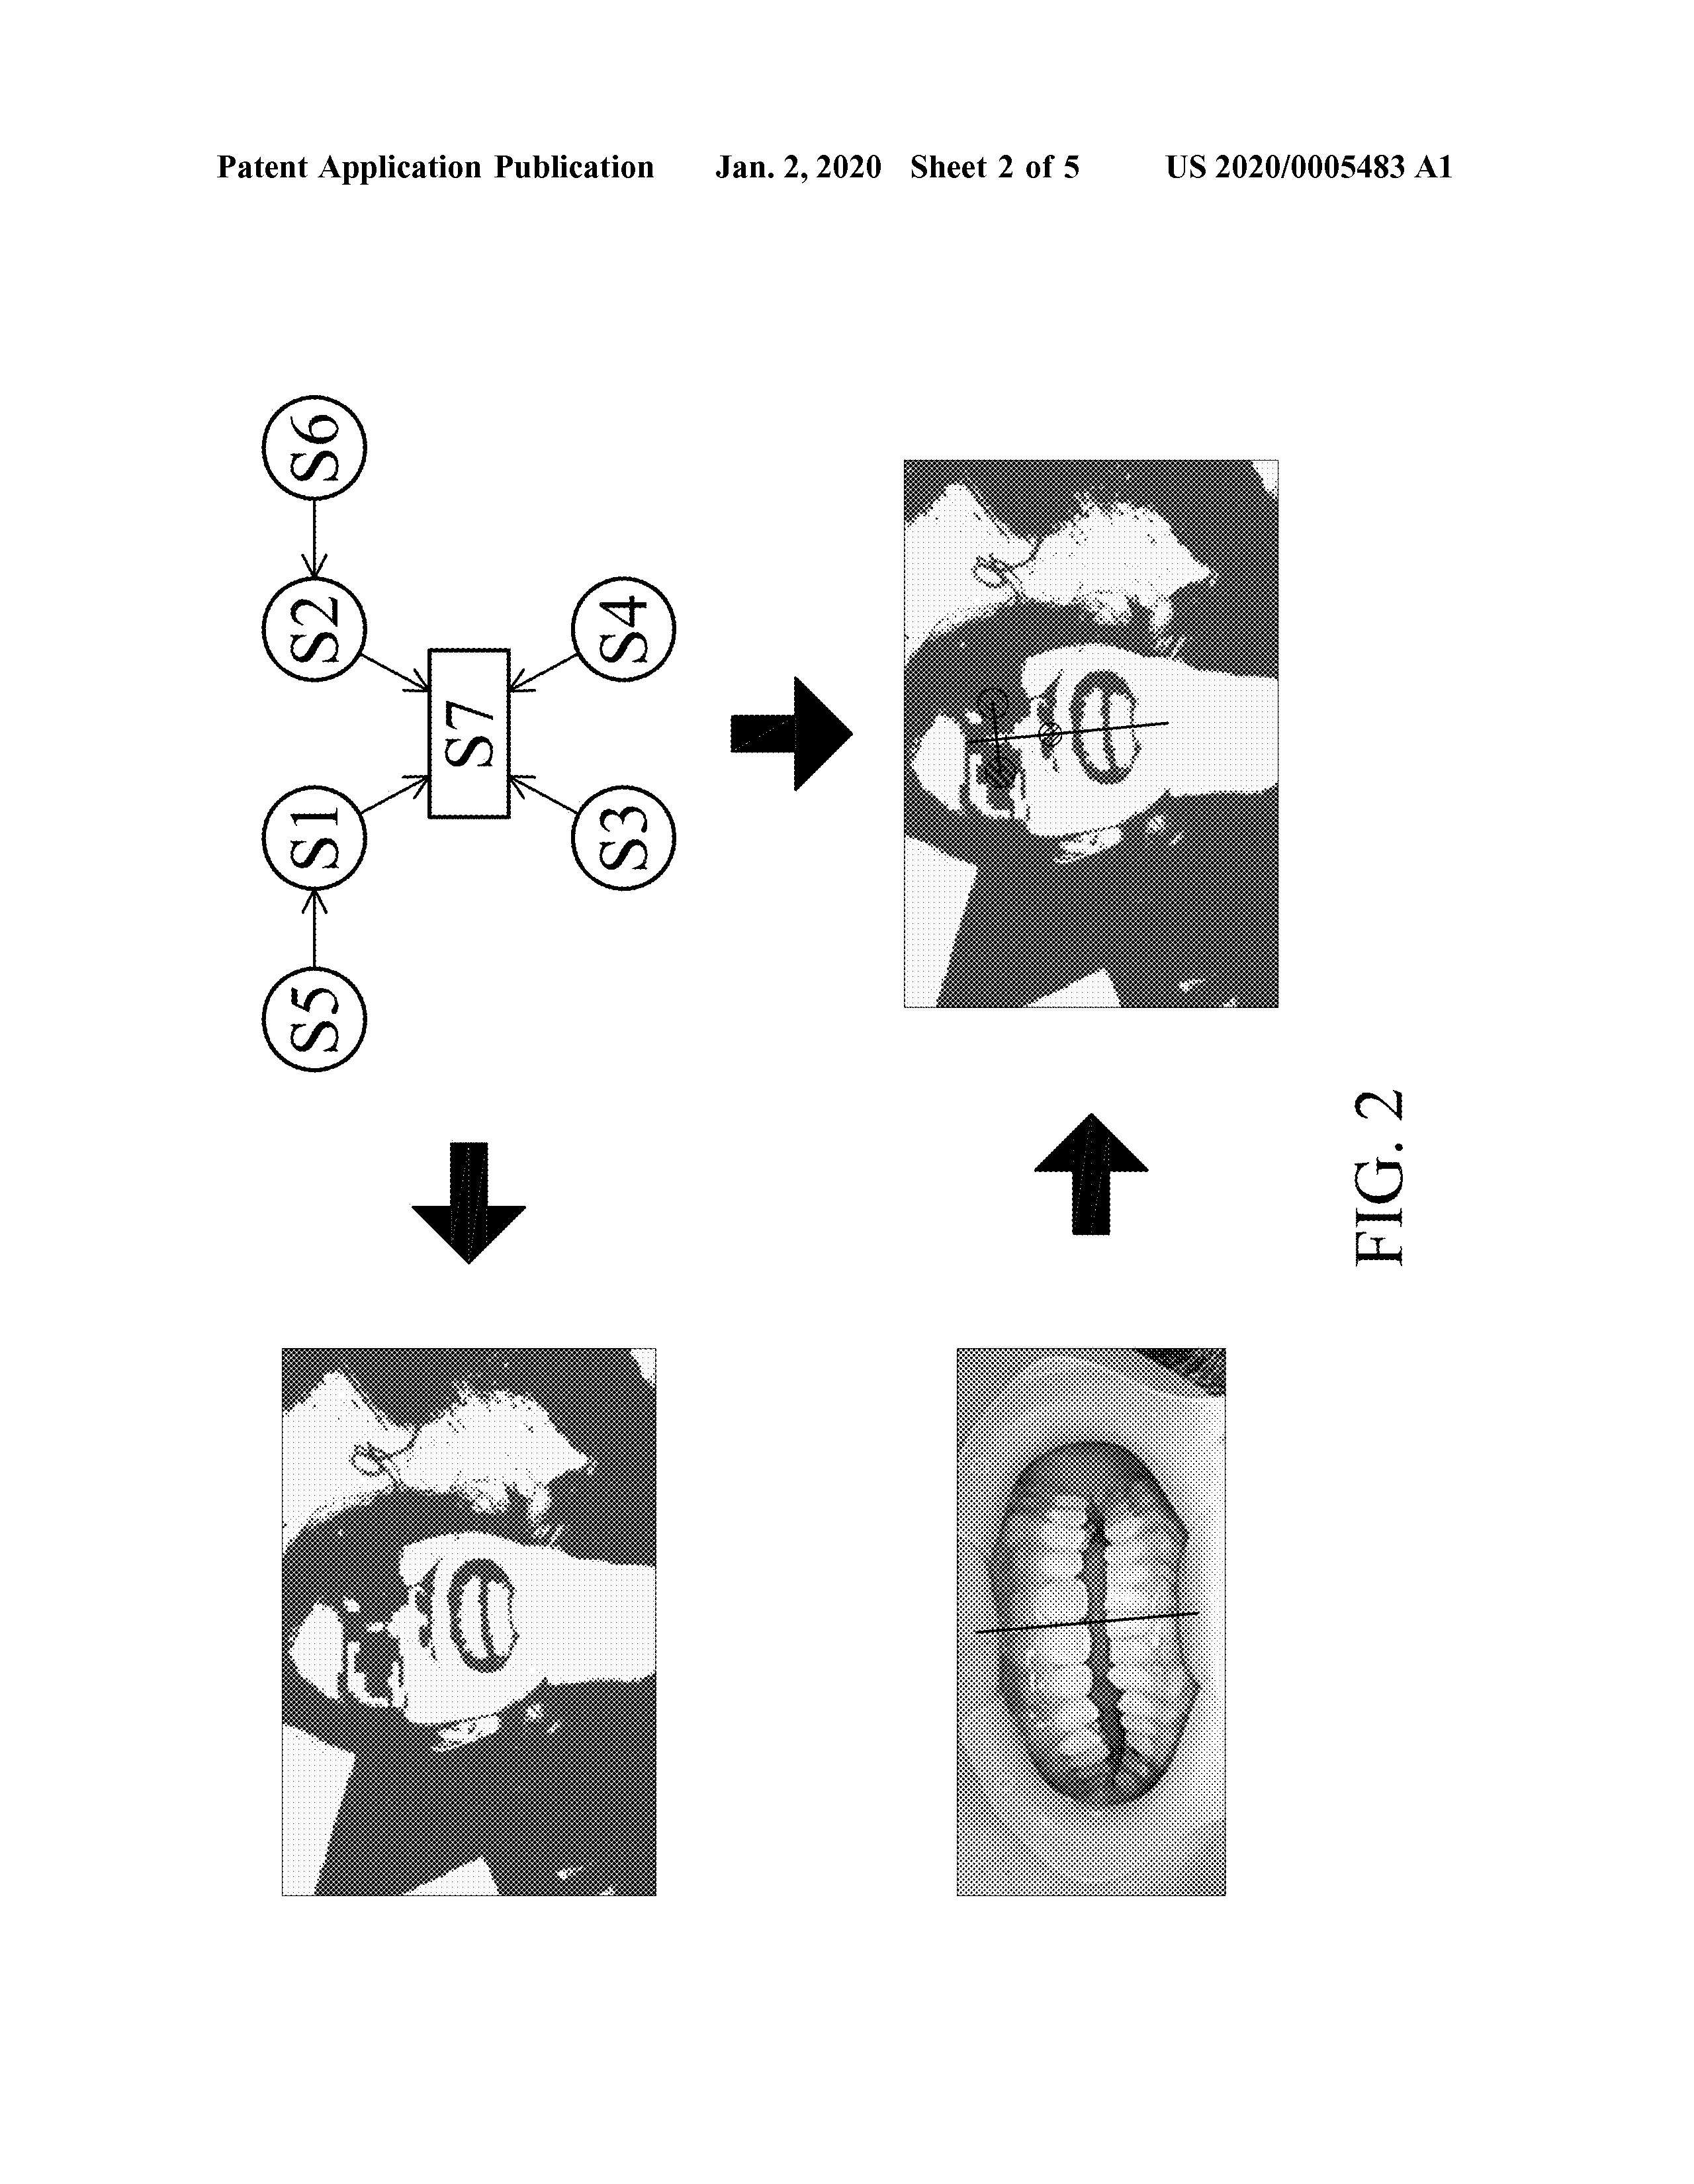 Patent Application Publication Jan. 2, 2020 Sheet 2 of 5 US 2020/0005483 A1
S5 S1 S2 S6
S7
S3 S4
FIG. 2